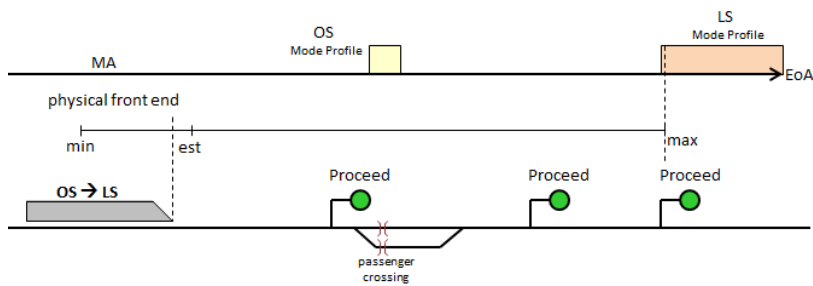 OS
Mode Profile
LS
Mode Profile
MA
EoA
physical front end
min
est
max
OS → LS
Proceed
Proceed
Proceed
passenger
crossing